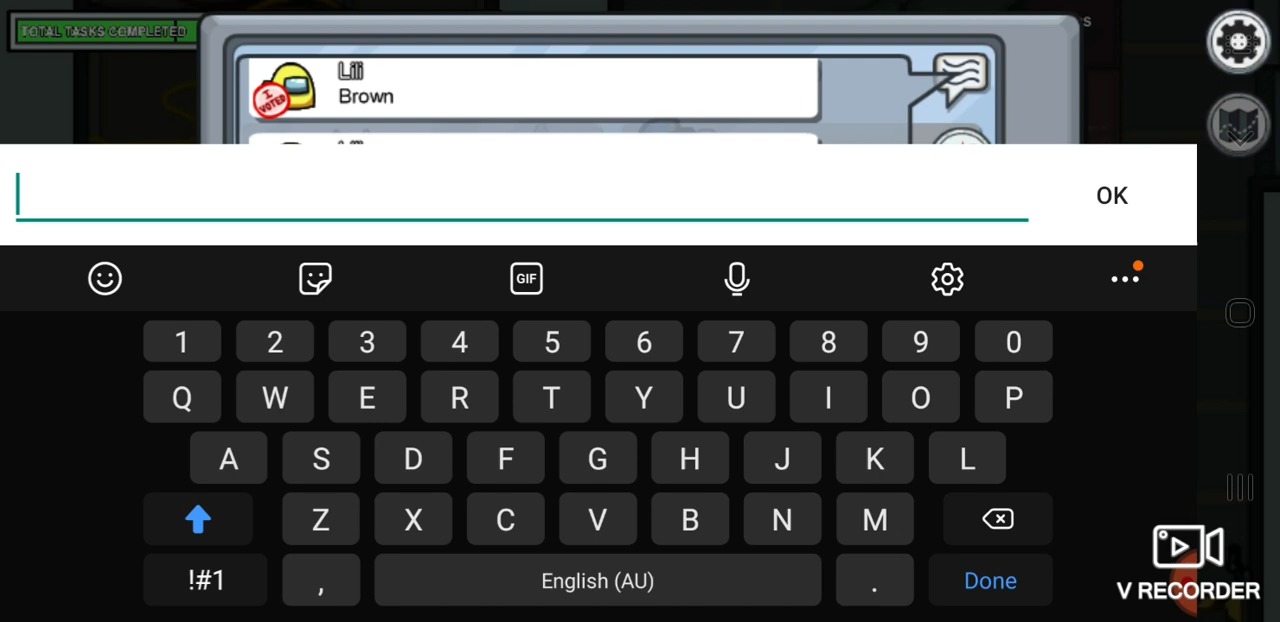 TOTAL TASKS COMPLETED
s
Lili
I VOTED
Brown
OK
GIF
1 2 3 4 5 6 7 8 9 0
Q W E R T Y U I O P
A S D F G H J K L
Z X C V B N M
!#1 , English (AU) . Done
V RECORDER